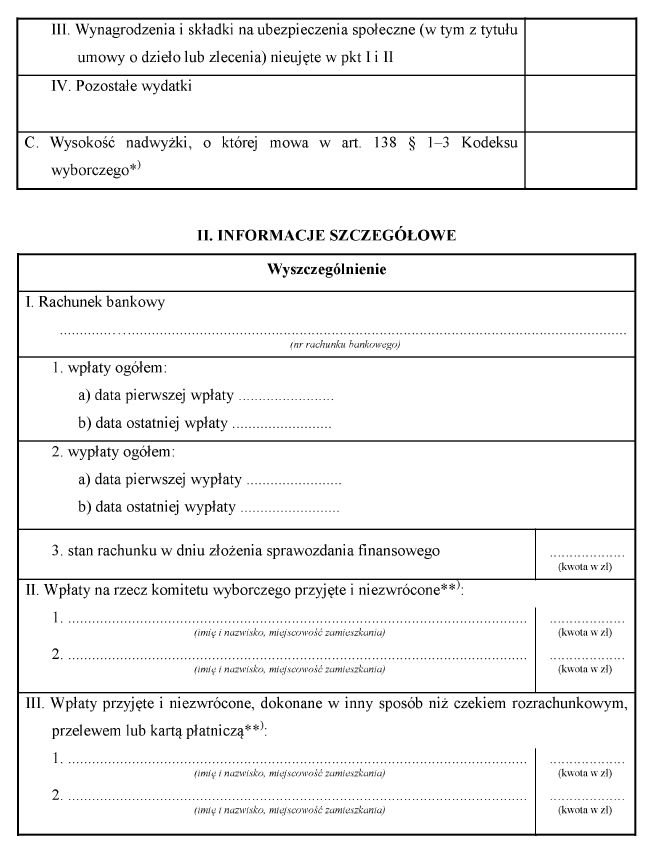 III. Wynagrodzenia i składki na ubezpieczenia społeczne (w tym z tytułu
umowy o dzieło lub zlecenia) nieujęte w pkt I i II
IV. Pozostałe wydatki
C. Wysokość nadwyżki, o której mowa w art. 138 § 1–3 Kodeksu
wyborczego*)
II. INFORMACJE SZCZEGÓŁOWE
Wyszczególnienie
I. Rachunek bankowy
................................................................................
(nr rachunku bankowego)
1. wpłaty ogółem:
a) data pierwszej wpłaty ........................
b) data ostatniej wpłaty .........................
2. wypłaty ogółem:
a) data pierwszej wypłaty ........................
b) data ostatniej wypłaty .........................
3. stan rachunku w dniu złożenia sprawozdania finansowego ...................
(kwota w zł)
II. Wpłaty na rzecz komitetu wyborczego przyjęte i niezwrócone**):
1. ................................................................................ ...................
(imię i nazwisko, miejscowość zamieszkania) (kwota w zł)
2. ................................................................................ ...................
(imię i nazwisko, miejscowość zamieszkania) (kwota w zł)
III. Wpłaty przyjęte i niezwrócone, dokonane w inny sposób niż czekiem rozrachunkowym,
przelewem lub kartą płatniczą**):
1. ................................................................................ ...................
(imię i nazwisko, miejscowość zamieszkania) (kwota w zł)
2. ................................................................................ ...................
(imię i nazwisko, miejscowość zamieszkania) (kwota w zł)